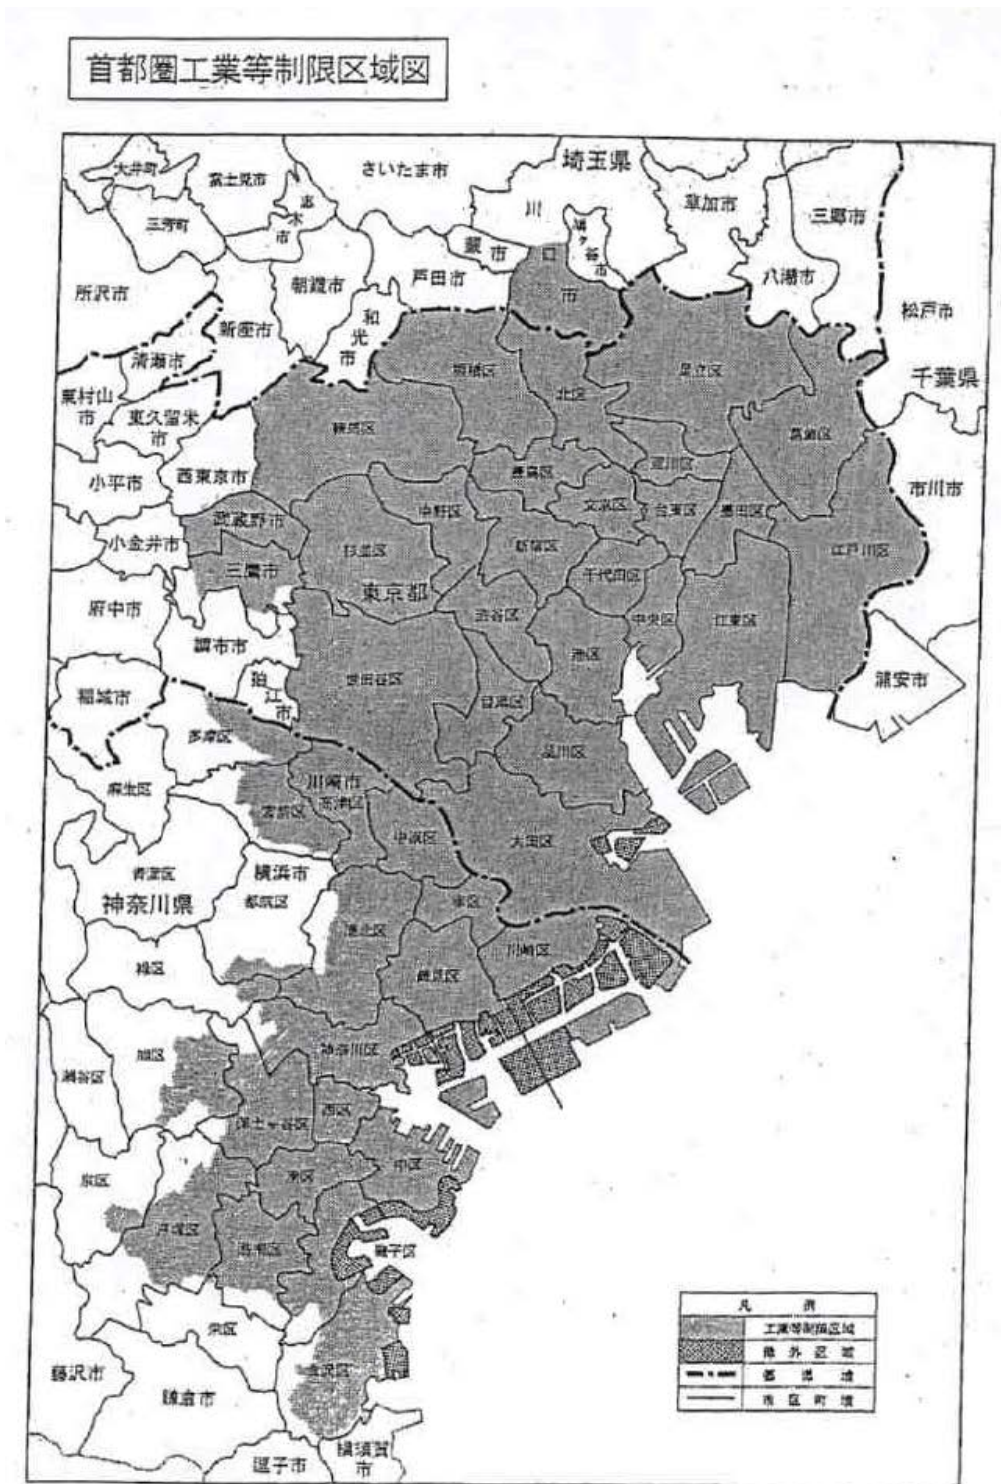 首都圏工業等制限区域図
埼玉県
さいたま市
大井町
富士見市
志木市
三芳町
川口市
鳩ヶ谷市
草加市
三郷市
蕨市
戸田市
朝霞市
和光市
八潮市
所沢市
新座市
松戸市
清瀬市
千葉県
東村山市
東久留米市
板橋区
北区
足立区
葛飾区
練馬区
小平市
西東京市
豊島区
荒川区
市川市
武蔵野市
中野区
文京区
台東区
墨田区
小金井市
杉並区
新宿区
江戸川区
三鷹市
東京都
千代田区
府中市
渋谷区
中央区
江東区
調布市
港区
世田谷区
狛江市
浦安市
稲城市
目黒区
多摩区
品川区
麻生区
川崎市
高津区
宮前区
中原区
大田区
青葉区
横浜市
都筑区
神奈川県
幸区
港北区
川崎区
緑区
鶴見区
旭区
神奈川区
瀬谷区
西区
保土ヶ谷区
中区
泉区
南区
戸塚区
港南区
磯子区
栄区
金沢区
藤沢市
鎌倉市
逗子市
横須賀市
凡例
工業等制限区域
除外区域
都県境
市区町境